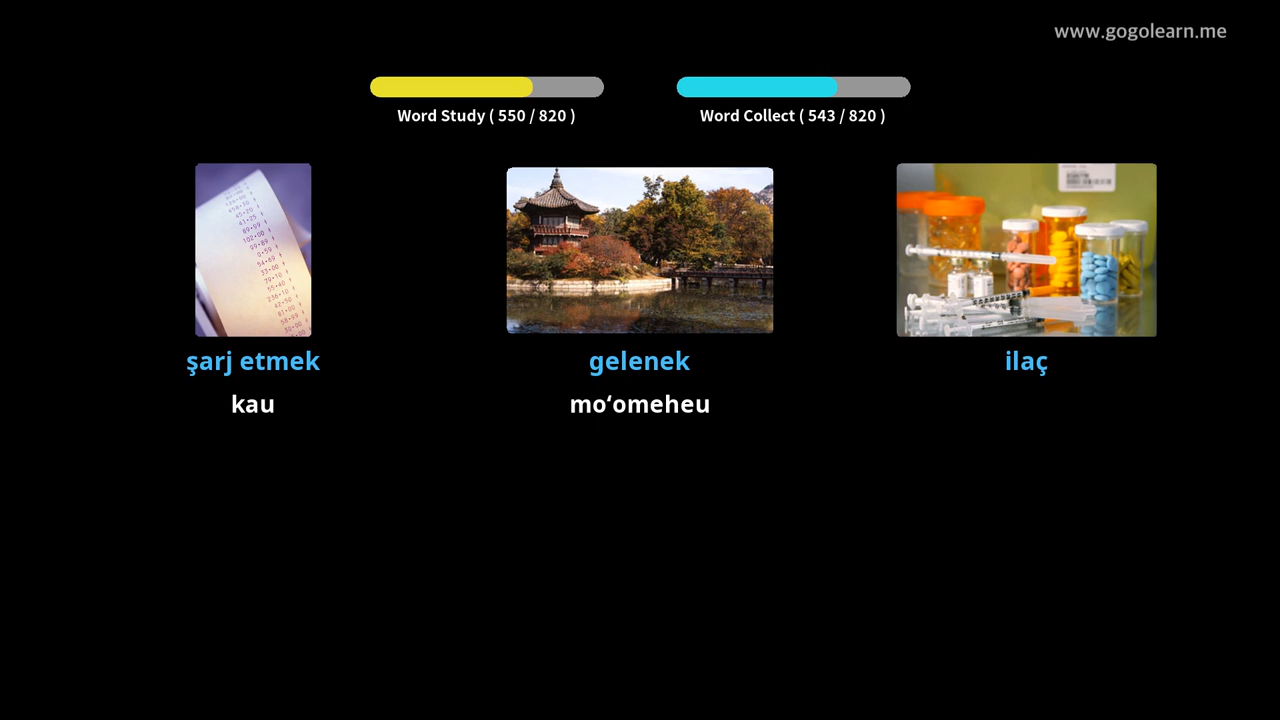 www.gogolearn.me
Word Study ( 550 / 820 )
Word Collect ( 543 / 820 )
şarj etmek
kau
gelenek
moʻomeheu
ilaç